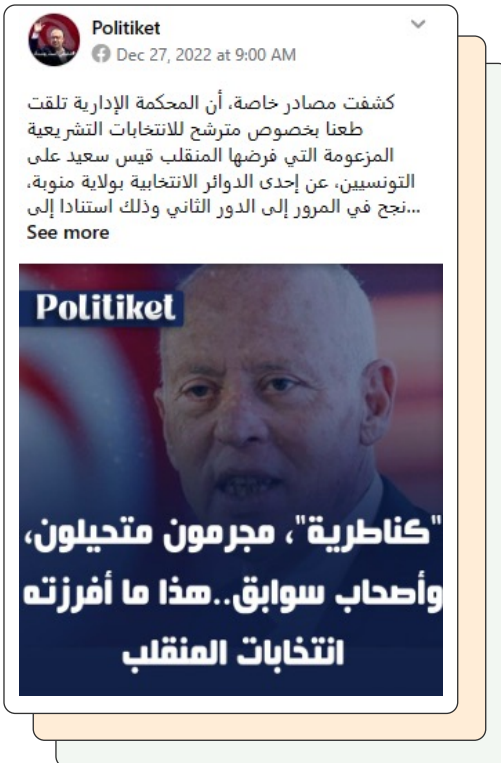 Politiket
Dec 27, 2022 at 9:00 AM
كشفت مصادر خاصة، أن المحكمة الإدارية تلقت
طعنا بخصوص مترشح للانتخابات التشريعية
المزعومة التي فرضها المنقلب قيس سعيد على
التونسيين، عن إحدى الدوائر الانتخابية بولاية منوبة،
نجح في المرور إلى الدور الثاني وذلك استنادا إلى...
See more
Politiket
"كناطرية"، مجرمون متحيلون،
وأصحاب سوابق..هذا ما أفرزته
انتخابات المنقلب